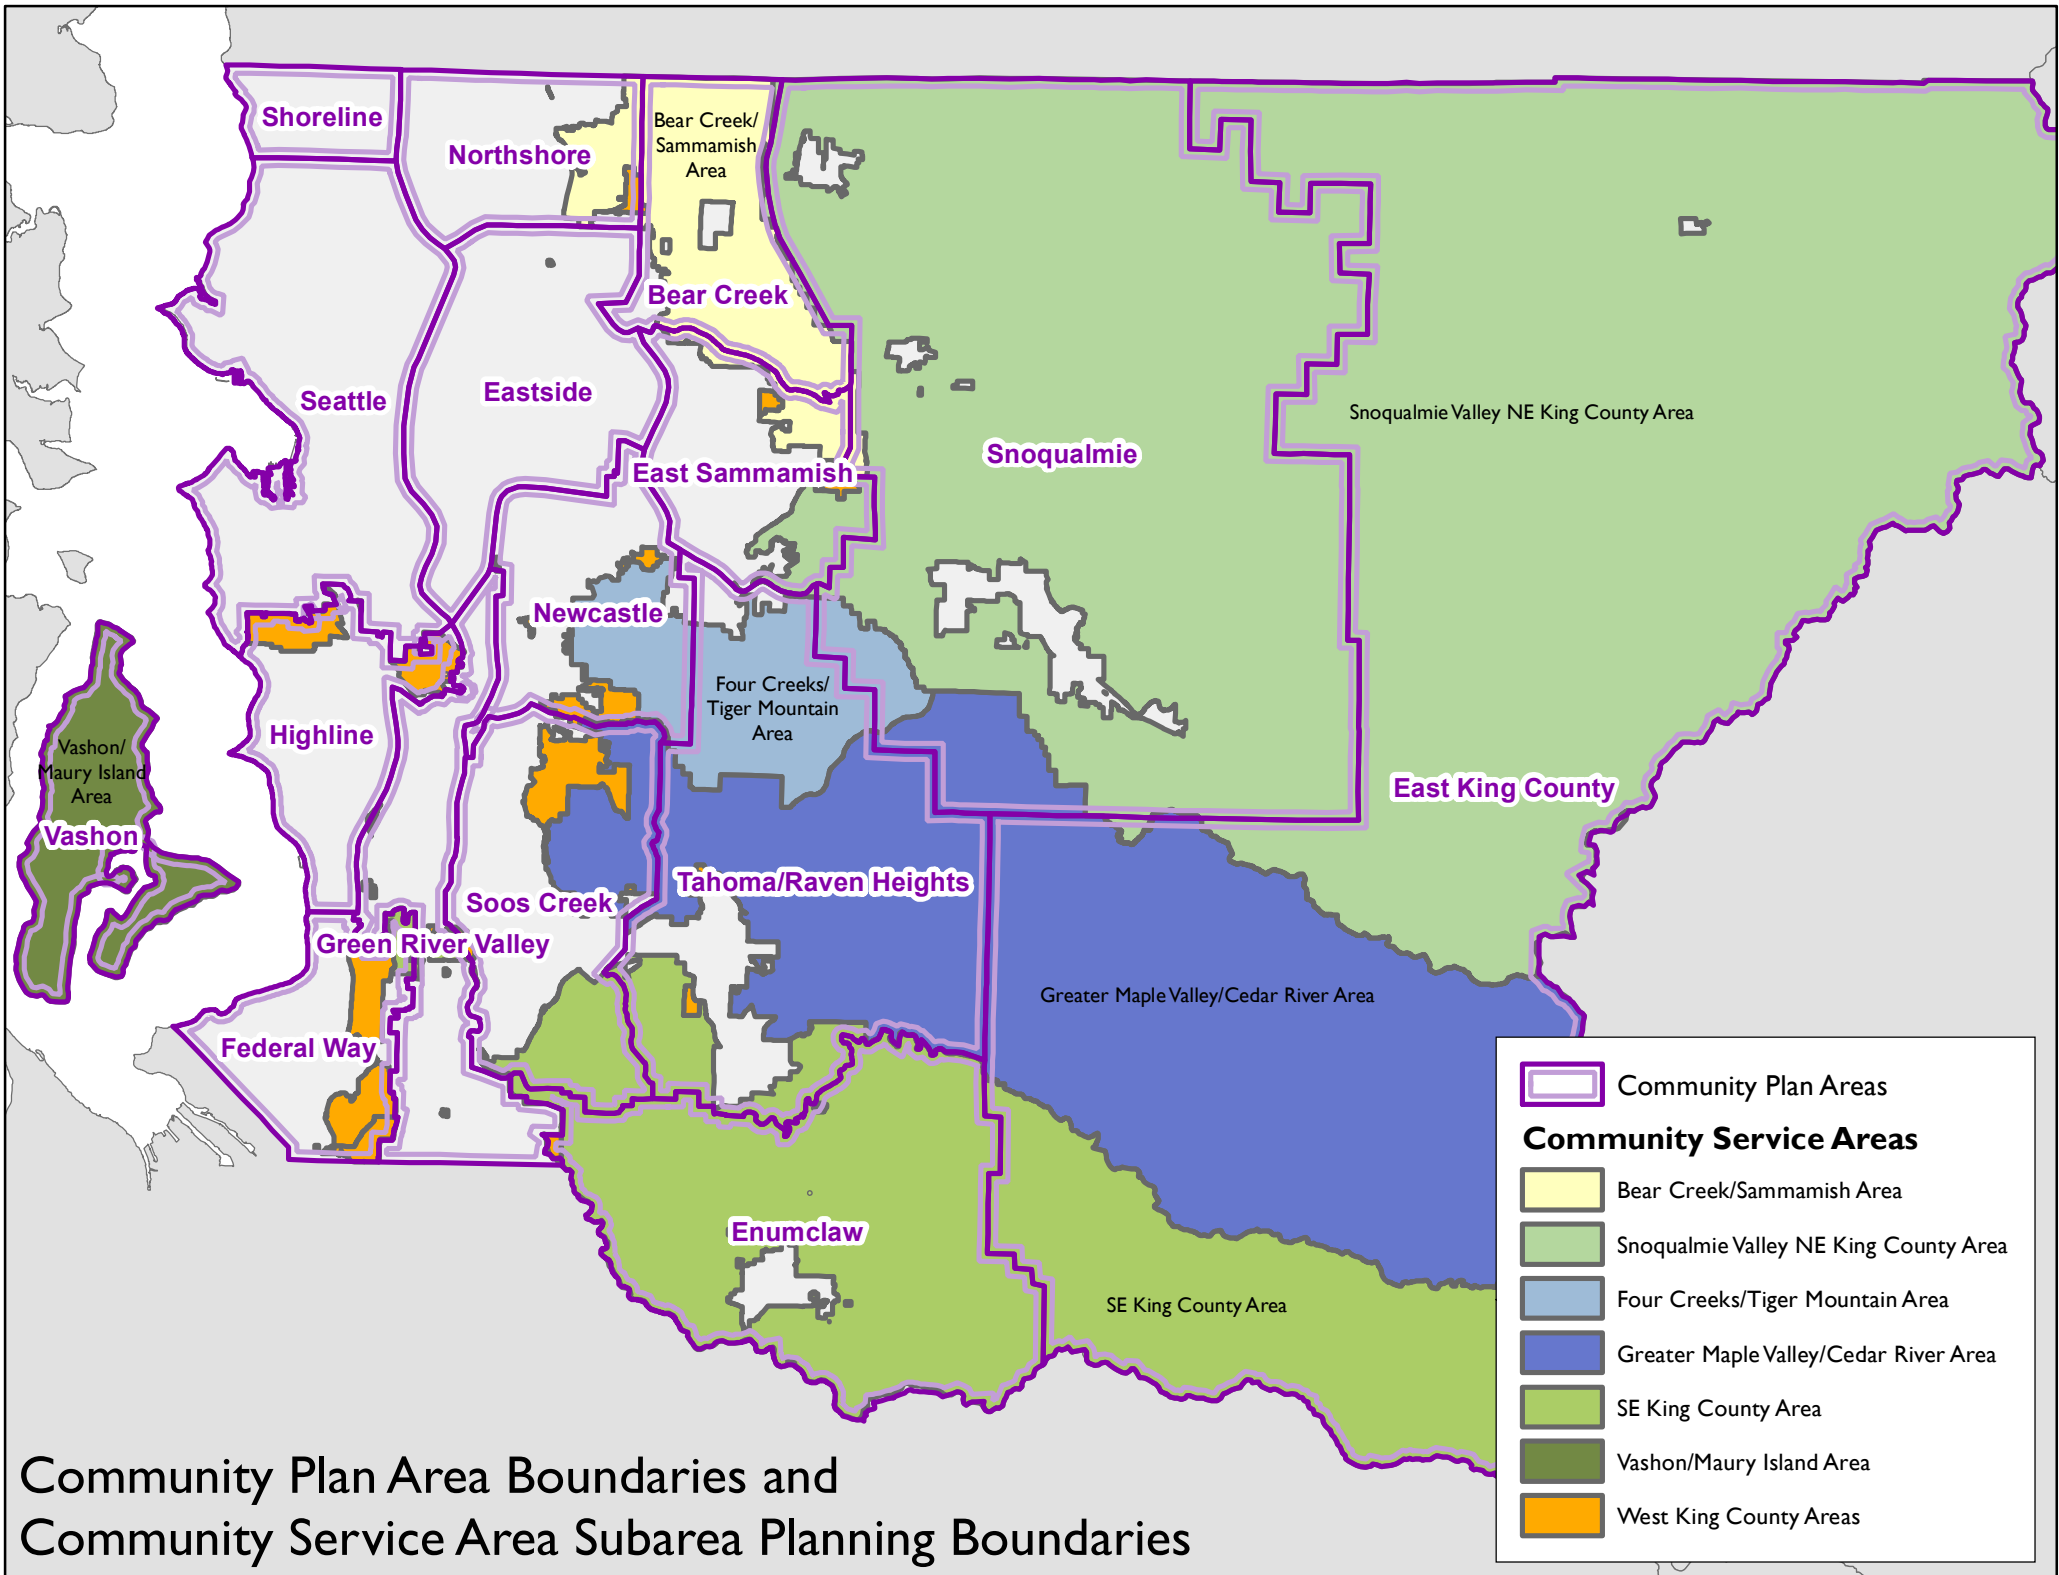 Shoreline
Northshore
Bear Creek/
Sammamish
Area
Bear Creek
Seattle
Eastside
Snoqualmie Valley NE King County Area
Snoqualmie
East Sammamish
Newcastle
Four Creeks/
Tiger Mountain
Area
Highline
Vashon/
Maury Island
Area
Vashon
East King County
Tahoma/Raven Heights
Soos Creek
Green River Valley
Greater Maple Valley/Cedar River Area
Federal Way
Enumclaw
SE King County Area
Community Plan Areas
Community Service Areas
Bear Creek/Sammamish Area
Snoqualmie Valley NE King County Area
Four Creeks/Tiger Mountain Area
Greater Maple Valley/Cedar River Area
SE King County Area
Vashon/Maury Island Area
West King County Areas
Community Plan Area Boundaries and
Community Service Area Subarea Planning Boundaries